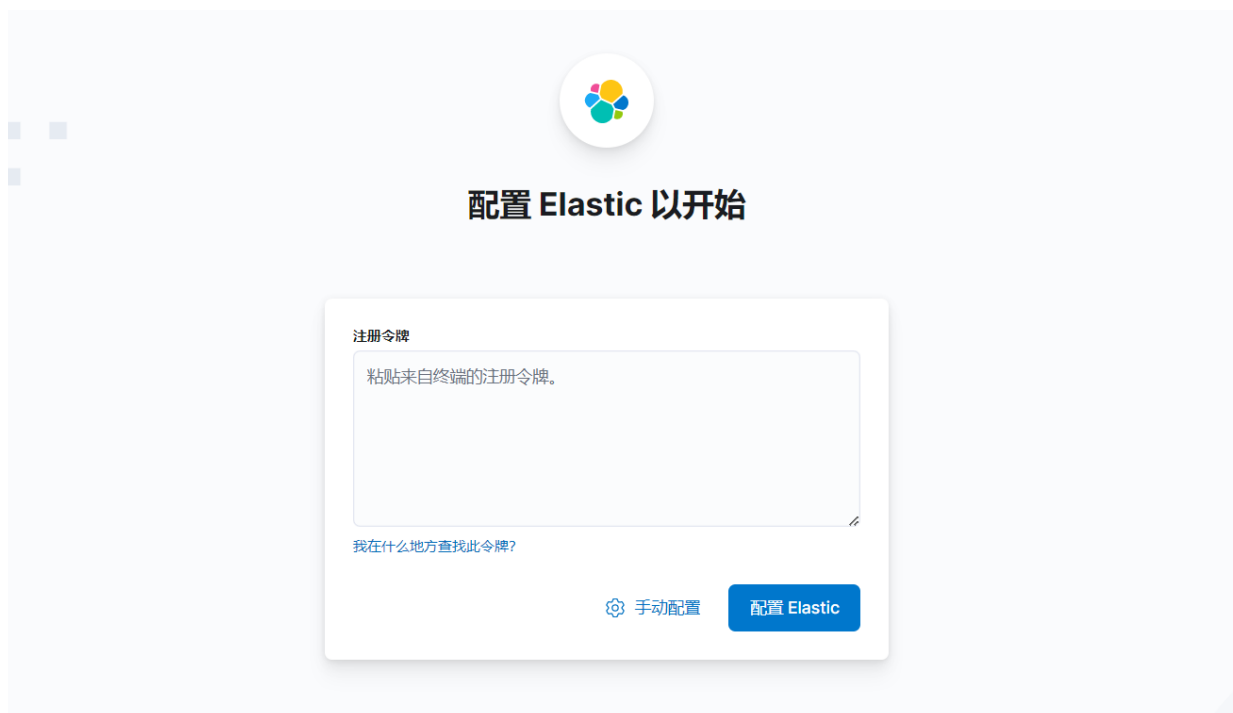 配置 Elastic 以开始
注册令牌
粘贴来自终端的注册令牌。
我在什么地方查找此令牌?
手动配置
配置 Elastic